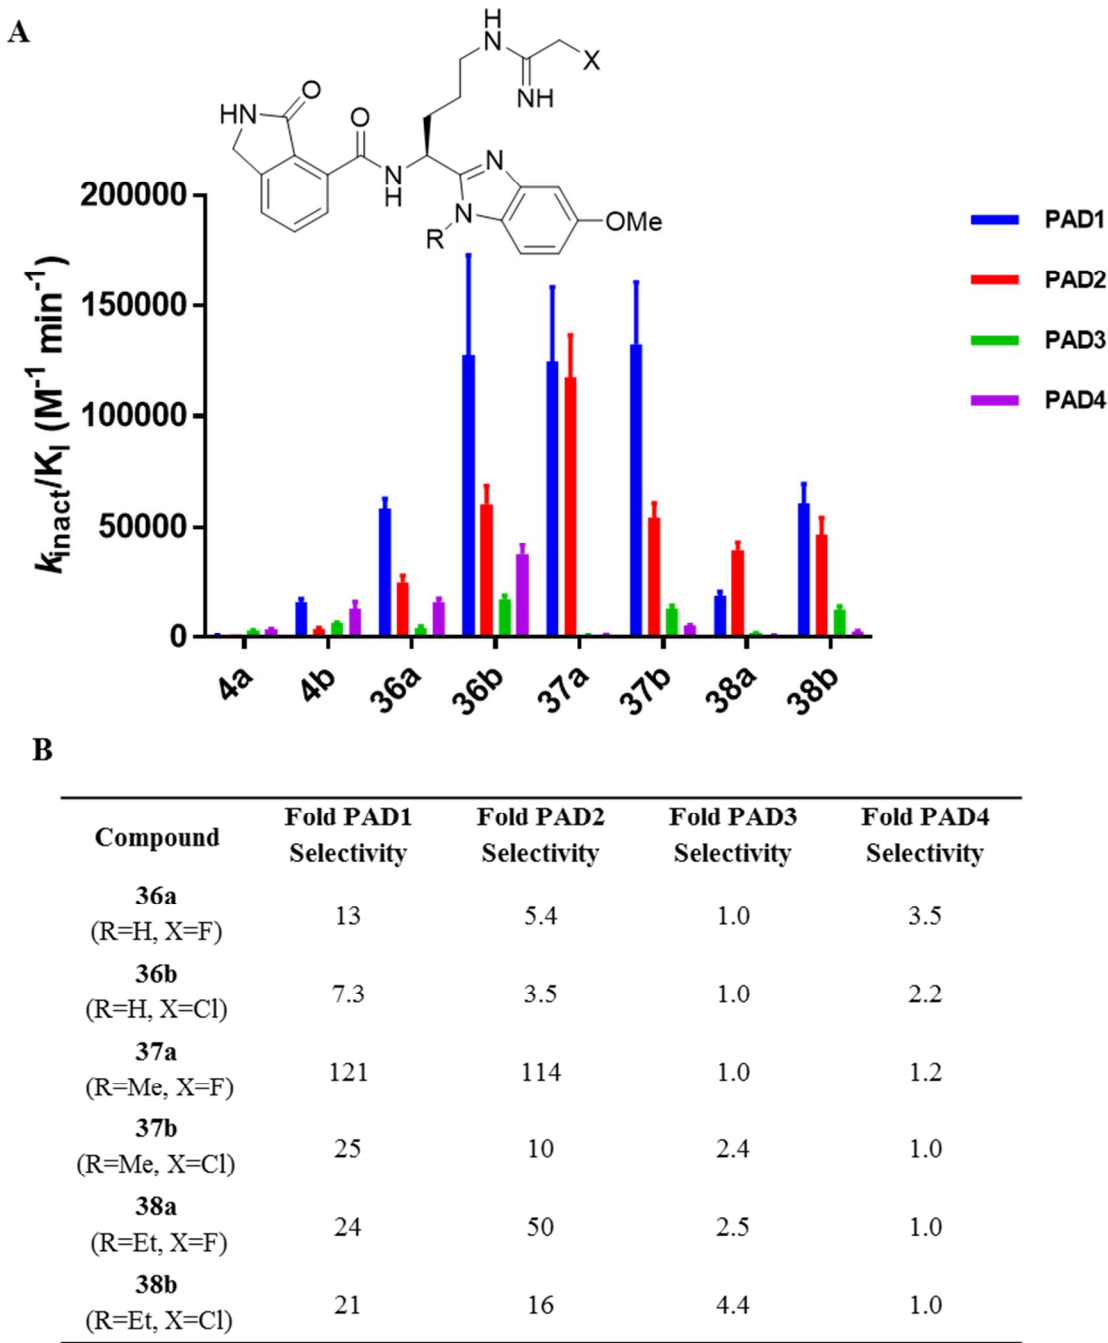 A
H
N
X
NH
HN
O
O
N
H
N
N
R
OMe
200000
150000
100000
50000
0
kinact/KI (M-1 min-1)
PAD1
PAD2
PAD3
PAD4
4a 4b 36a 36b 37a 37b 38a 38b
B
Compound Fold PAD1 Selectivity Fold PAD2 Selectivity Fold PAD3 Selectivity Fold PAD4 Selectivity
36a
(R=H, X=F) 13 5.4 1.0 3.5
36b
(R=H, X=Cl) 7.3 3.5 1.0 2.2
37a
(R=Me, X=F) 121 114 1.0 1.2
37b
(R=Me, X=Cl) 25 10 2.4 1.0
38a
(R=Et, X=F) 24 50 2.5 1.0
38b
(R=Et, X=Cl) 21 16 4.4 1.0